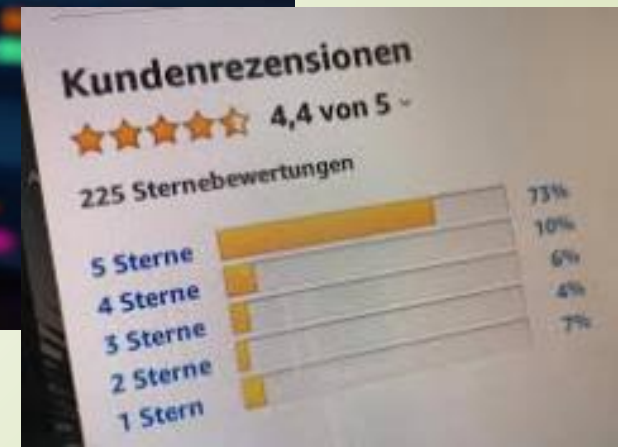 Kundenrezensionen
4,4 von 5
225 Sternebewertungen
5 Sterne 73%
4 Sterne 10%
3 Sterne 6%
2 Sterne 4%
1 Stern 7%